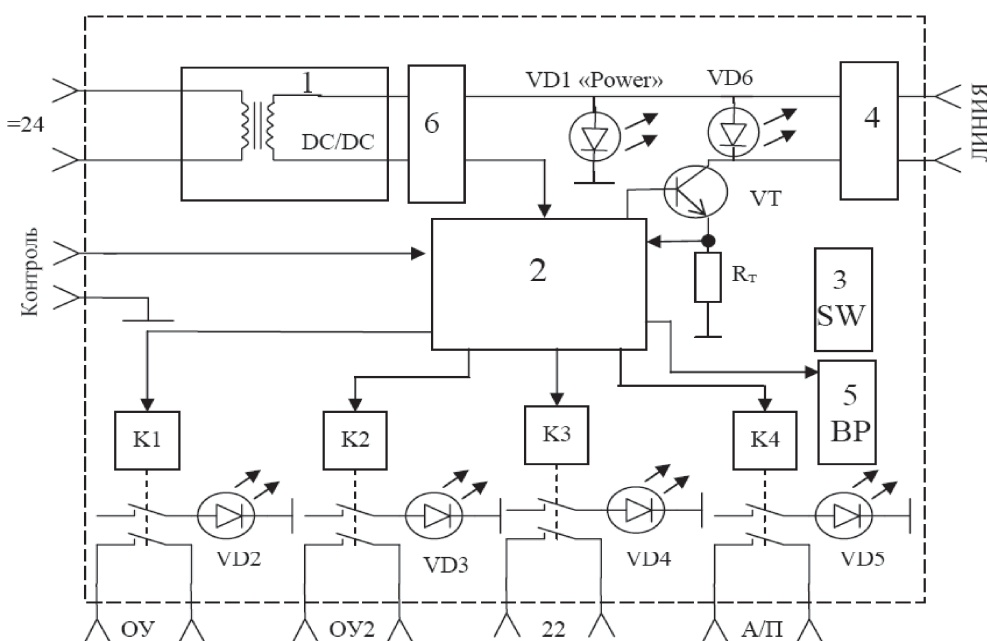 VD1 «Power»
VD6
1
=24
DC/DC
6
4
ЛИНИЯ
VT
Контроль
2
Rт
3
SW
5
BP
K1
K2
K3
K4
VD2
VD3
VD4
VD5
ОУ
ОУ2
22
А/П